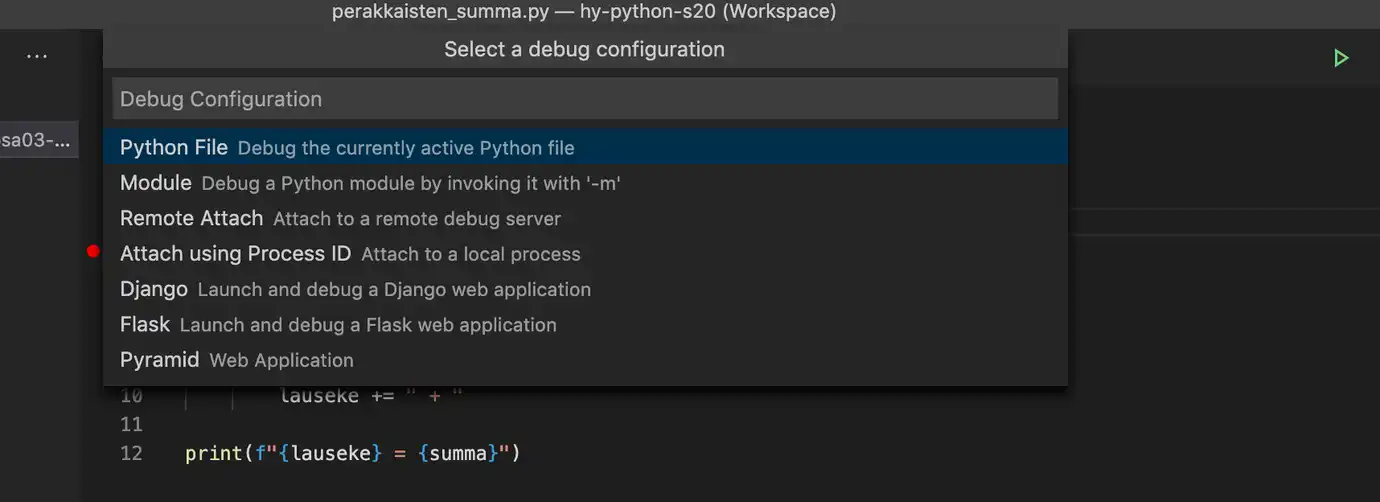 perakkaisten_summa.py — hy-python-s20 (Workspace)
Select a debug configuration
...
Debug Configuration
sa03-...
Python File Debug the currently active Python file
Module Debug a Python module by invoking it with '-m'
Remote Attach Attach to a remote debug server
Attach using Process ID Attach to a local process
Django Launch and debug a Django web application
Flask Launch and debug a Flask web application
Pyramid Web Application
10 lauseke += " + "
11
12 print(f"{lauseke} = {summa}")